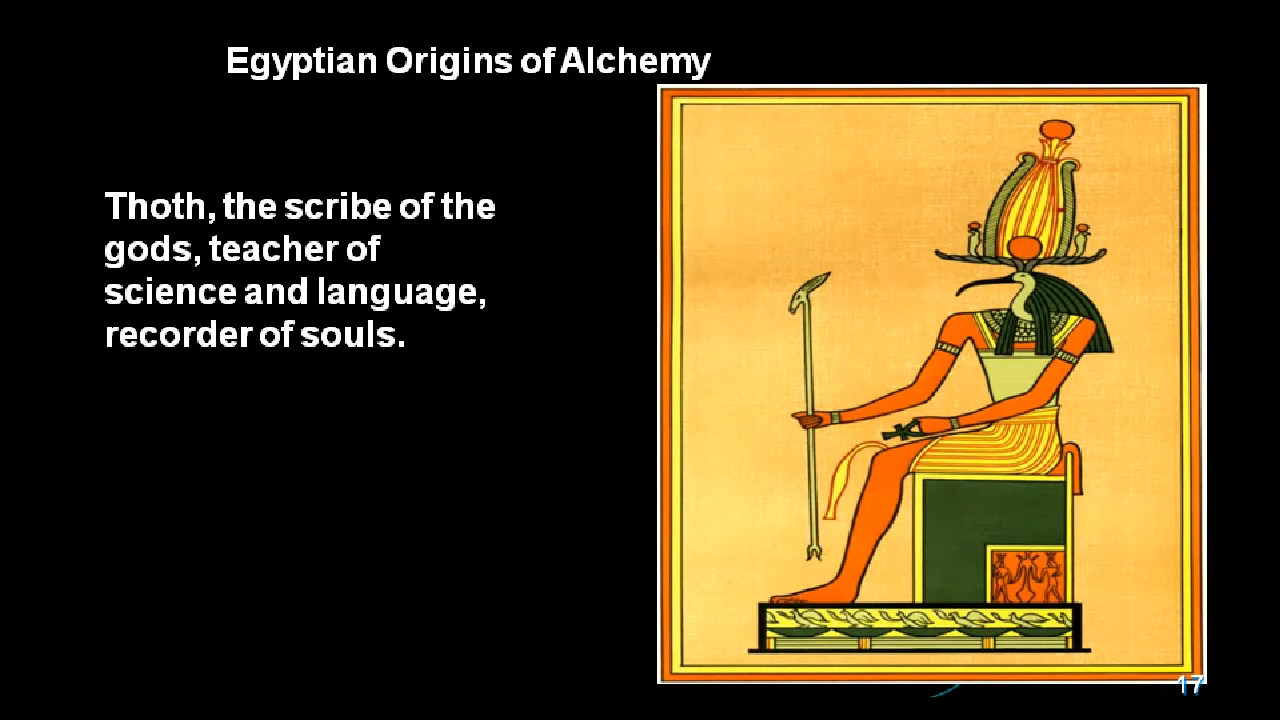 Egyptian Origins of Alchemy
Thoth, the scribe of the
gods, teacher of
science and language,
recorder of souls.
17